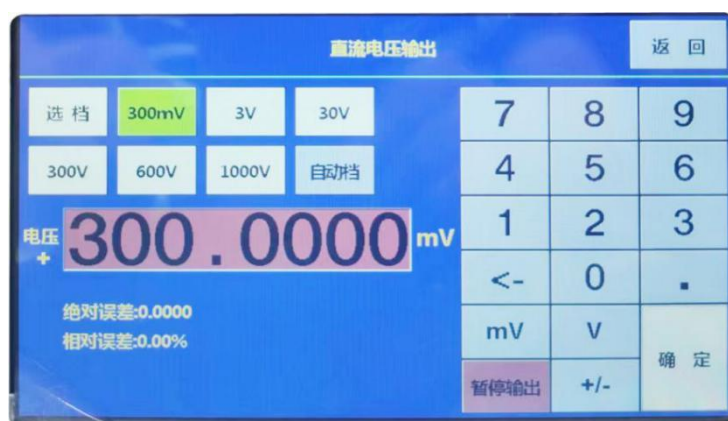 直流电压输出
返 回
选 档 300mV 3V 30V
300V 600V 1000V 自动档
电压
+ 300.0000 mV
绝对误差:0.0000
相对误差:0.00%
7 8 9
4 5 6
1 2 3
<- 0 .
mV V
确 定
暂停输出 +/-